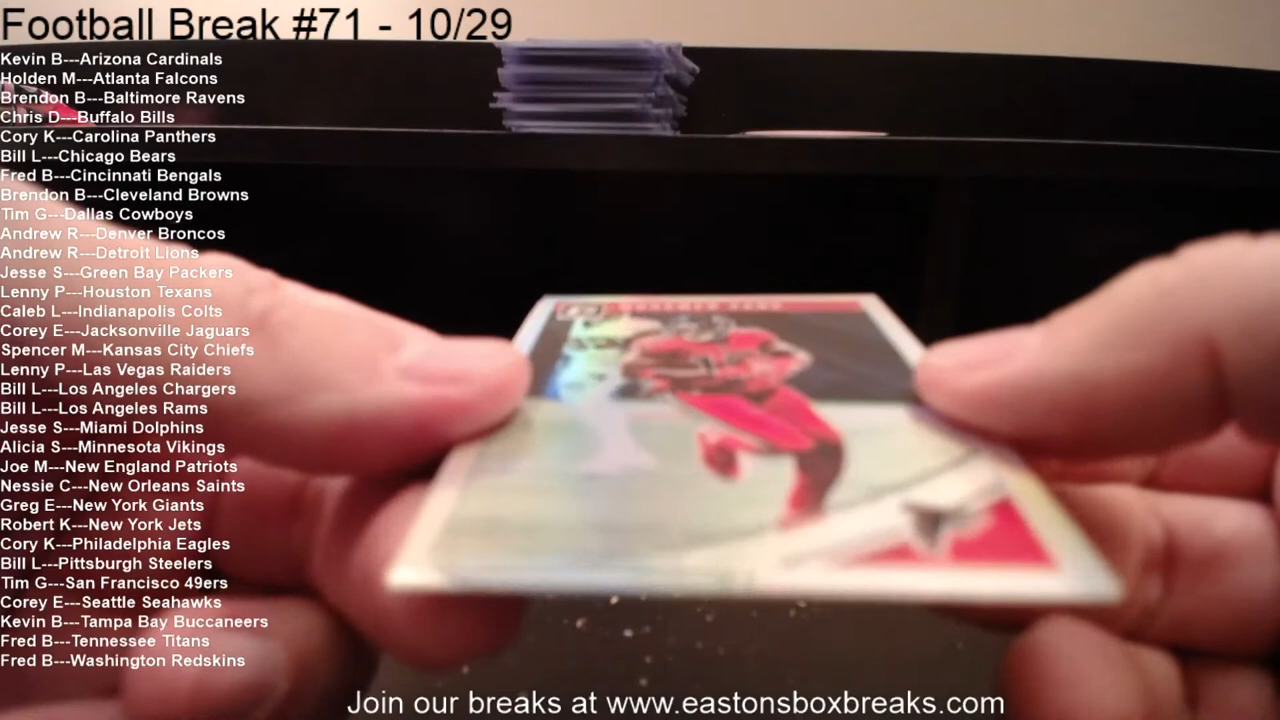 Football Break #71 - 10/29
Kevin B---Arizona Cardinals
Holden M---Atlanta Falcons
Brendon B---Baltimore Ravens
Chris D---Buffalo Bills
Cory K---Carolina Panthers
Bill L---Chicago Bears
Fred B---Cincinnati Bengals
Brendon B---Cleveland Browns
Tim G---Dallas Cowboys
Andrew R---Denver Broncos
Andrew R---Detroit Lions
Jesse S---Green Bay Packers
Lenny P---Houston Texans
Caleb L---Indianapolis Colts
Corey E---Jacksonville Jaguars
Spencer M---Kansas City Chiefs
Lenny P---Las Vegas Raiders
Bill L---Los Angeles Chargers
Bill L---Los Angeles Rams
Jesse S---Miami Dolphins
Alicia S---Minnesota Vikings
Joe M---New England Patriots
Nessie C---New Orleans Saints
Greg E---New York Giants
Robert K---New York Jets
Cory K---Philadelphia Eagles
Bill L---Pittsburgh Steelers
Tim G---San Francisco 49ers
Corey E---Seattle Seahawks
Kevin B---Tampa Bay Buccaneers
Fred B---Tennessee Titans
Fred B---Washington Redskins
Join our breaks at www.eastonsboxbreaks.com